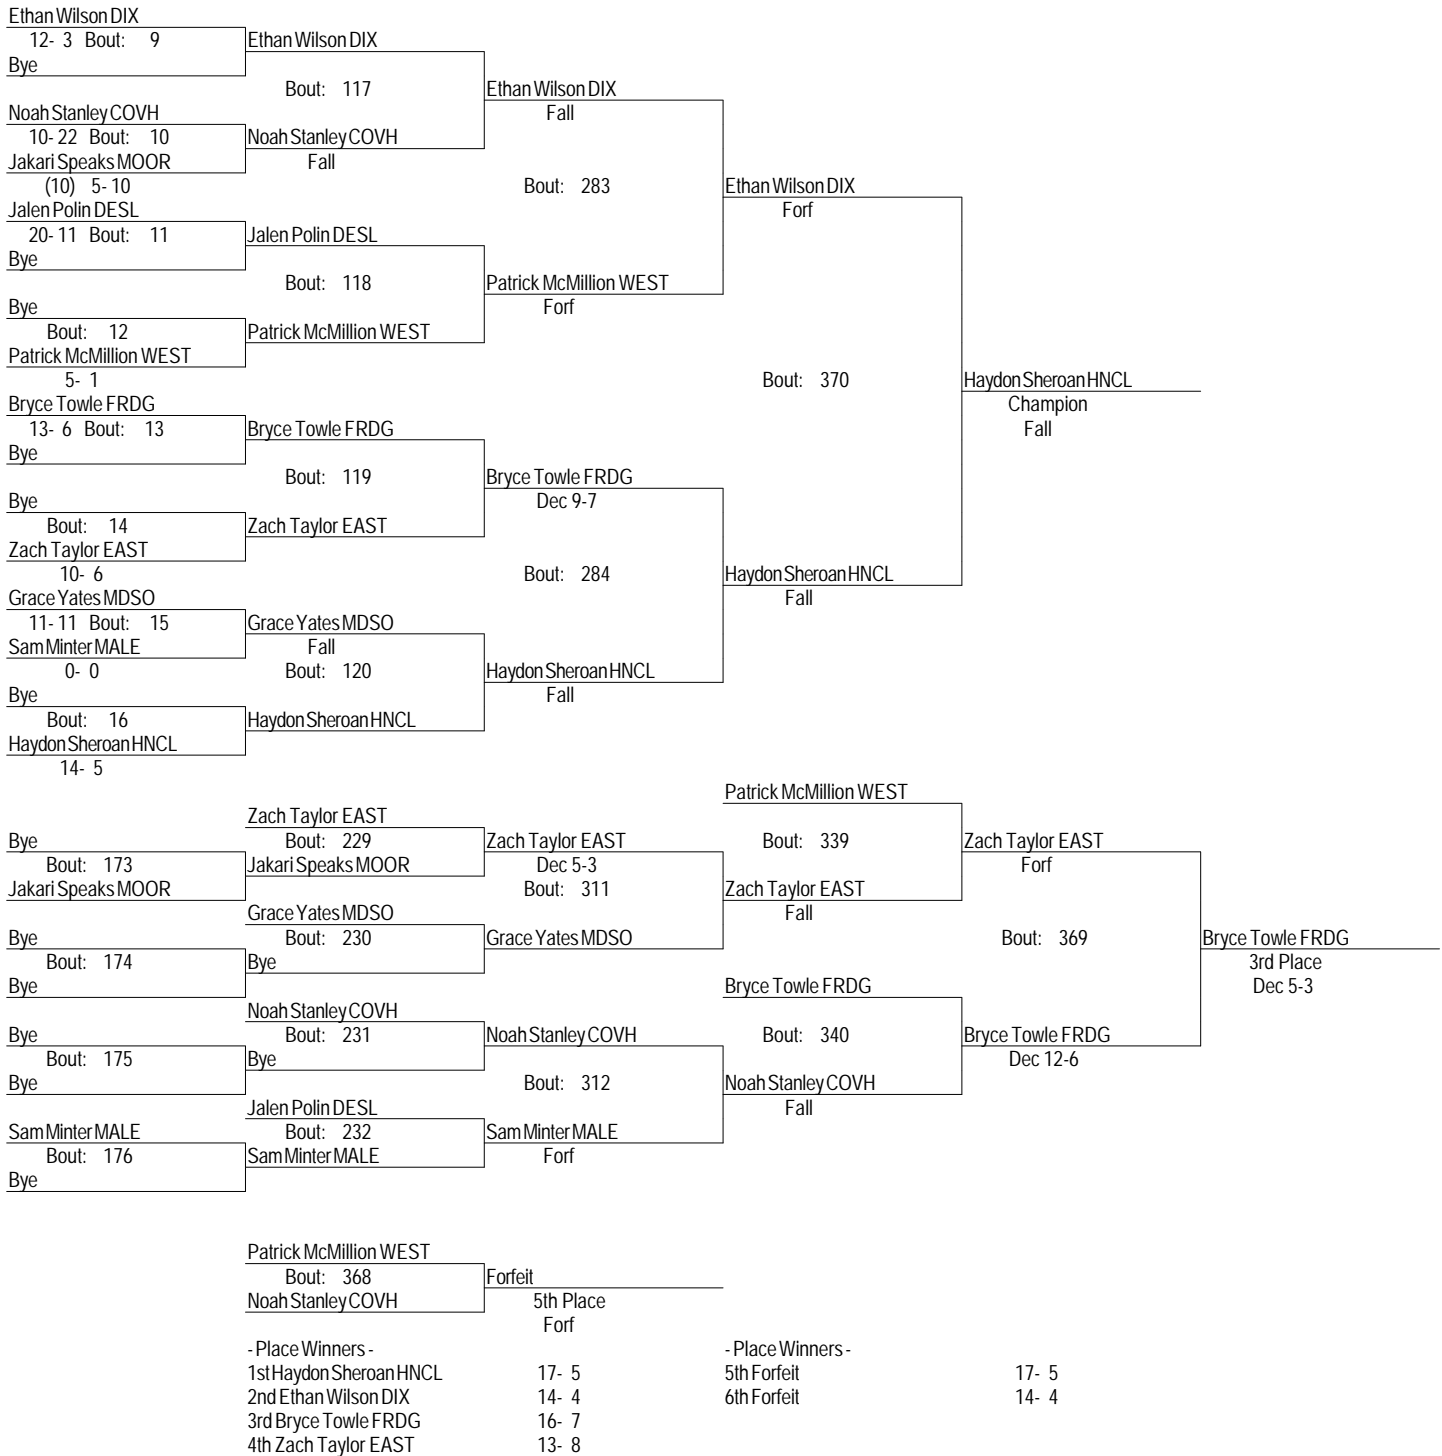 Ethan Wilson DIX
12- 3 Bout: 9 Ethan Wilson DIX
Bye
Bout: 117 Ethan Wilson DIX
Noah Stanley COVH Fall
10- 22 Bout: 10 Noah Stanley COVH
Jakari Speaks MOOR Fall
(10) 5- 10 Bout: 283 Ethan Wilson DIX
Jalen Polin DESL Forf
20- 11 Bout: 11 Jalen Polin DESL
Bye
Bout: 118 Patrick McMillion WEST
Bye Forf
Bout: 12 Patrick McMillion WEST
Patrick McMillion WEST
5- 1 Bout: 370 Haydon Sheroan HNCL
Bryce Towle FRDG Champion
13- 6 Bout: 13 Bryce Towle FRDG Fall
Bye
Bout: 119 Bryce Towle FRDG
Bye Dec 9-7
Bout: 14 Zach Taylor EAST
Zach Taylor EAST
10- 6 Bout: 284 Haydon Sheroan HNCL
Grace Yates MDSO Fall
11- 11 Bout: 15 Grace Yates MDSO
Sam Minter MALE Fall
0- 0 Bout: 120 Haydon Sheroan HNCL
Bye Fall
Bout: 16 Haydon Sheroan HNCL
Haydon Sheroan HNCL
14- 5
Patrick McMillion WEST
Zach Taylor EAST
Bye Bout: 229 Zach Taylor EAST Bout: 339 Zach Taylor EAST
Bout: 173 Jakari Speaks MOOR Dec 5-3 Forf
Jakari Speaks MOOR Bout: 311 Zach Taylor EAST
Grace Yates MDSO Fall
Bye Bout: 230 Grace Yates MDSO Bout: 369 Bryce Towle FRDG
Bout: 174 Bye 3rd Place
Bye Bryce Towle FRDG Dec 5-3
Noah Stanley COVH
Bye Bout: 231 Noah Stanley COVH Bout: 340 Bryce Towle FRDG
Bout: 175 Bye Dec 12-6
Bye Bout: 312 Noah Stanley COVH
Jalen Polin DESL Fall
Sam Minter MALE Bout: 232 Sam Minter MALE
Bout: 176 Sam Minter MALE Forf
Bye
Patrick McMillion WEST
Bout: 368 Forfeit
Noah Stanley COVH 5th Place
Forf
- Place Winners - - Place Winners -
1st Haydon Sheroan HNCL 17- 5 5th Forfeit 17- 5
2nd Ethan Wilson DIX 14- 4 6th Forfeit 14- 4
3rd Bryce Towle FRDG 16- 7
4th Zach Taylor EAST 13- 8